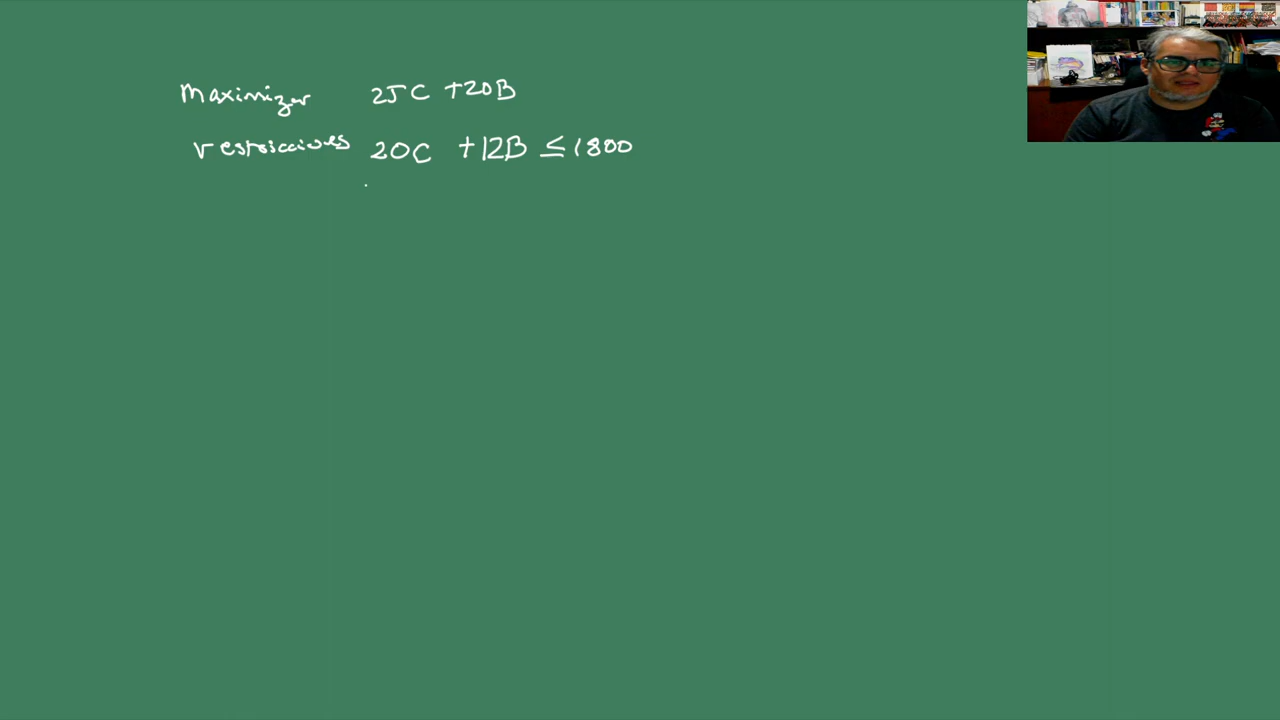 Maximizar 25C +20B
restricciones 20C +12B ≤ 1800